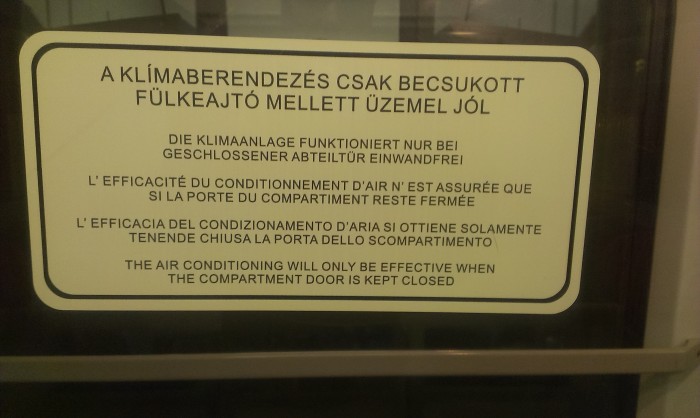 A KLÍMABERENDEZÉS CSAK BECSUKOTT
FÜLKEAJTÓ MELLETT ÜZEMEL JÓL
DIE KLIMAANLAGE FUNKTIONIERT NUR BEI
GESCHLOSSENER ABTEILTÜR EINWANDFREI
L' EFFICACITÉ DU CONDITIONNEMENT D'AIR N' EST ASSURÉE QUE
SI LA PORTE DU COMPARTIMENT RESTE FERMÉE
L' EFFICACIA DEL CONDIZIONAMENTO D'ARIA SI OTTIENE SOLAMENTE
TENENDE CHIUSA LA PORTA DELLO SCOMPARTIMENTO
THE AIR CONDITIONING WILL ONLY BE EFFECTIVE WHEN
THE COMPARTMENT DOOR IS KEPT CLOSED